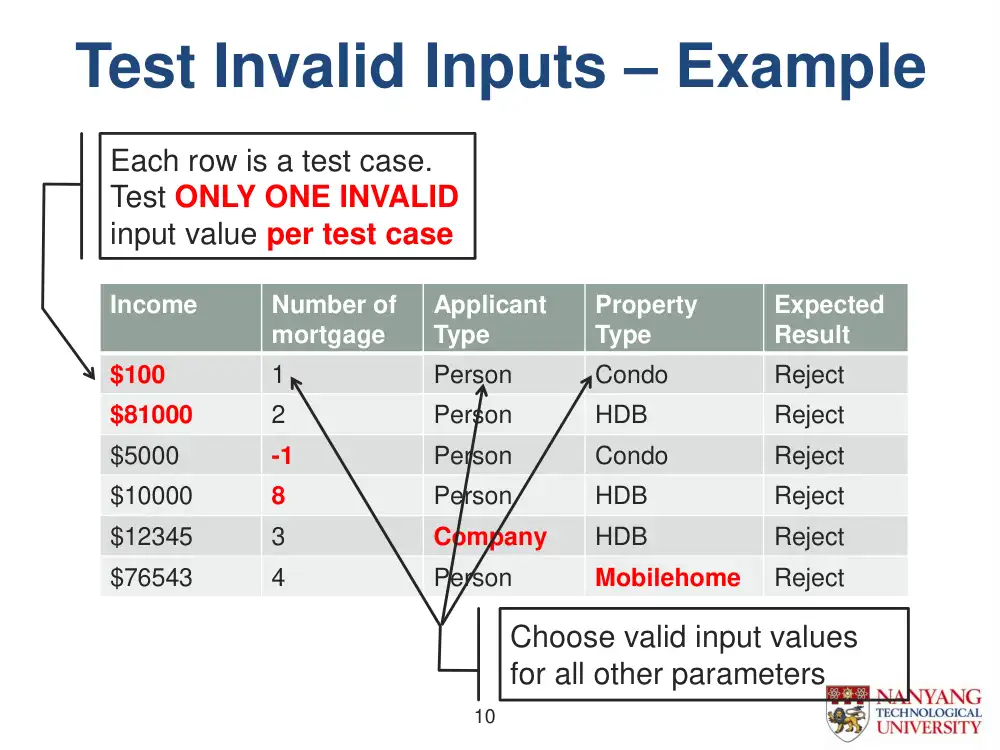 Test Invalid Inputs – Example
Each row is a test case.
Test ONLY ONE INVALID
input value per test case
Income Number of mortgage Applicant Type Property Type Expected Result
$100 1 Person Condo Reject
$81000 2 Person HDB Reject
$5000 -1 Person Condo Reject
$10000 8 Person HDB Reject
$12345 3 Company HDB Reject
$76543 4 Person Mobilehome Reject
Choose valid input values
for all other parameters
10
NANYANG
TECHNOLOGICAL
UNIVERSITY